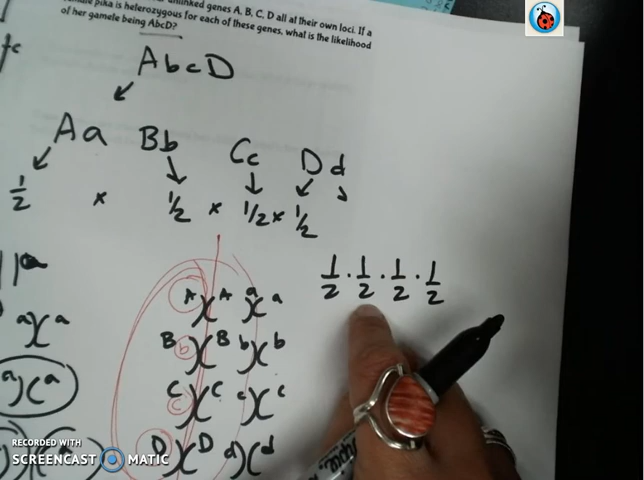 unlinked genes A, B, C, D all at their own loci. If a
pika is heterozygous for each of these genes, what is the likelihood
of her gamete being AbcD?
AbcD
Aa Bb Cc Dd
1/2 × 1/2 × 1/2 × 1/2
1/2 · 1/2 · 1/2 · 1/2
A A a a
a a
B b B b b
a a
C c C c c
D D d d
RECORDED WITH
SCREENCAST MATIC